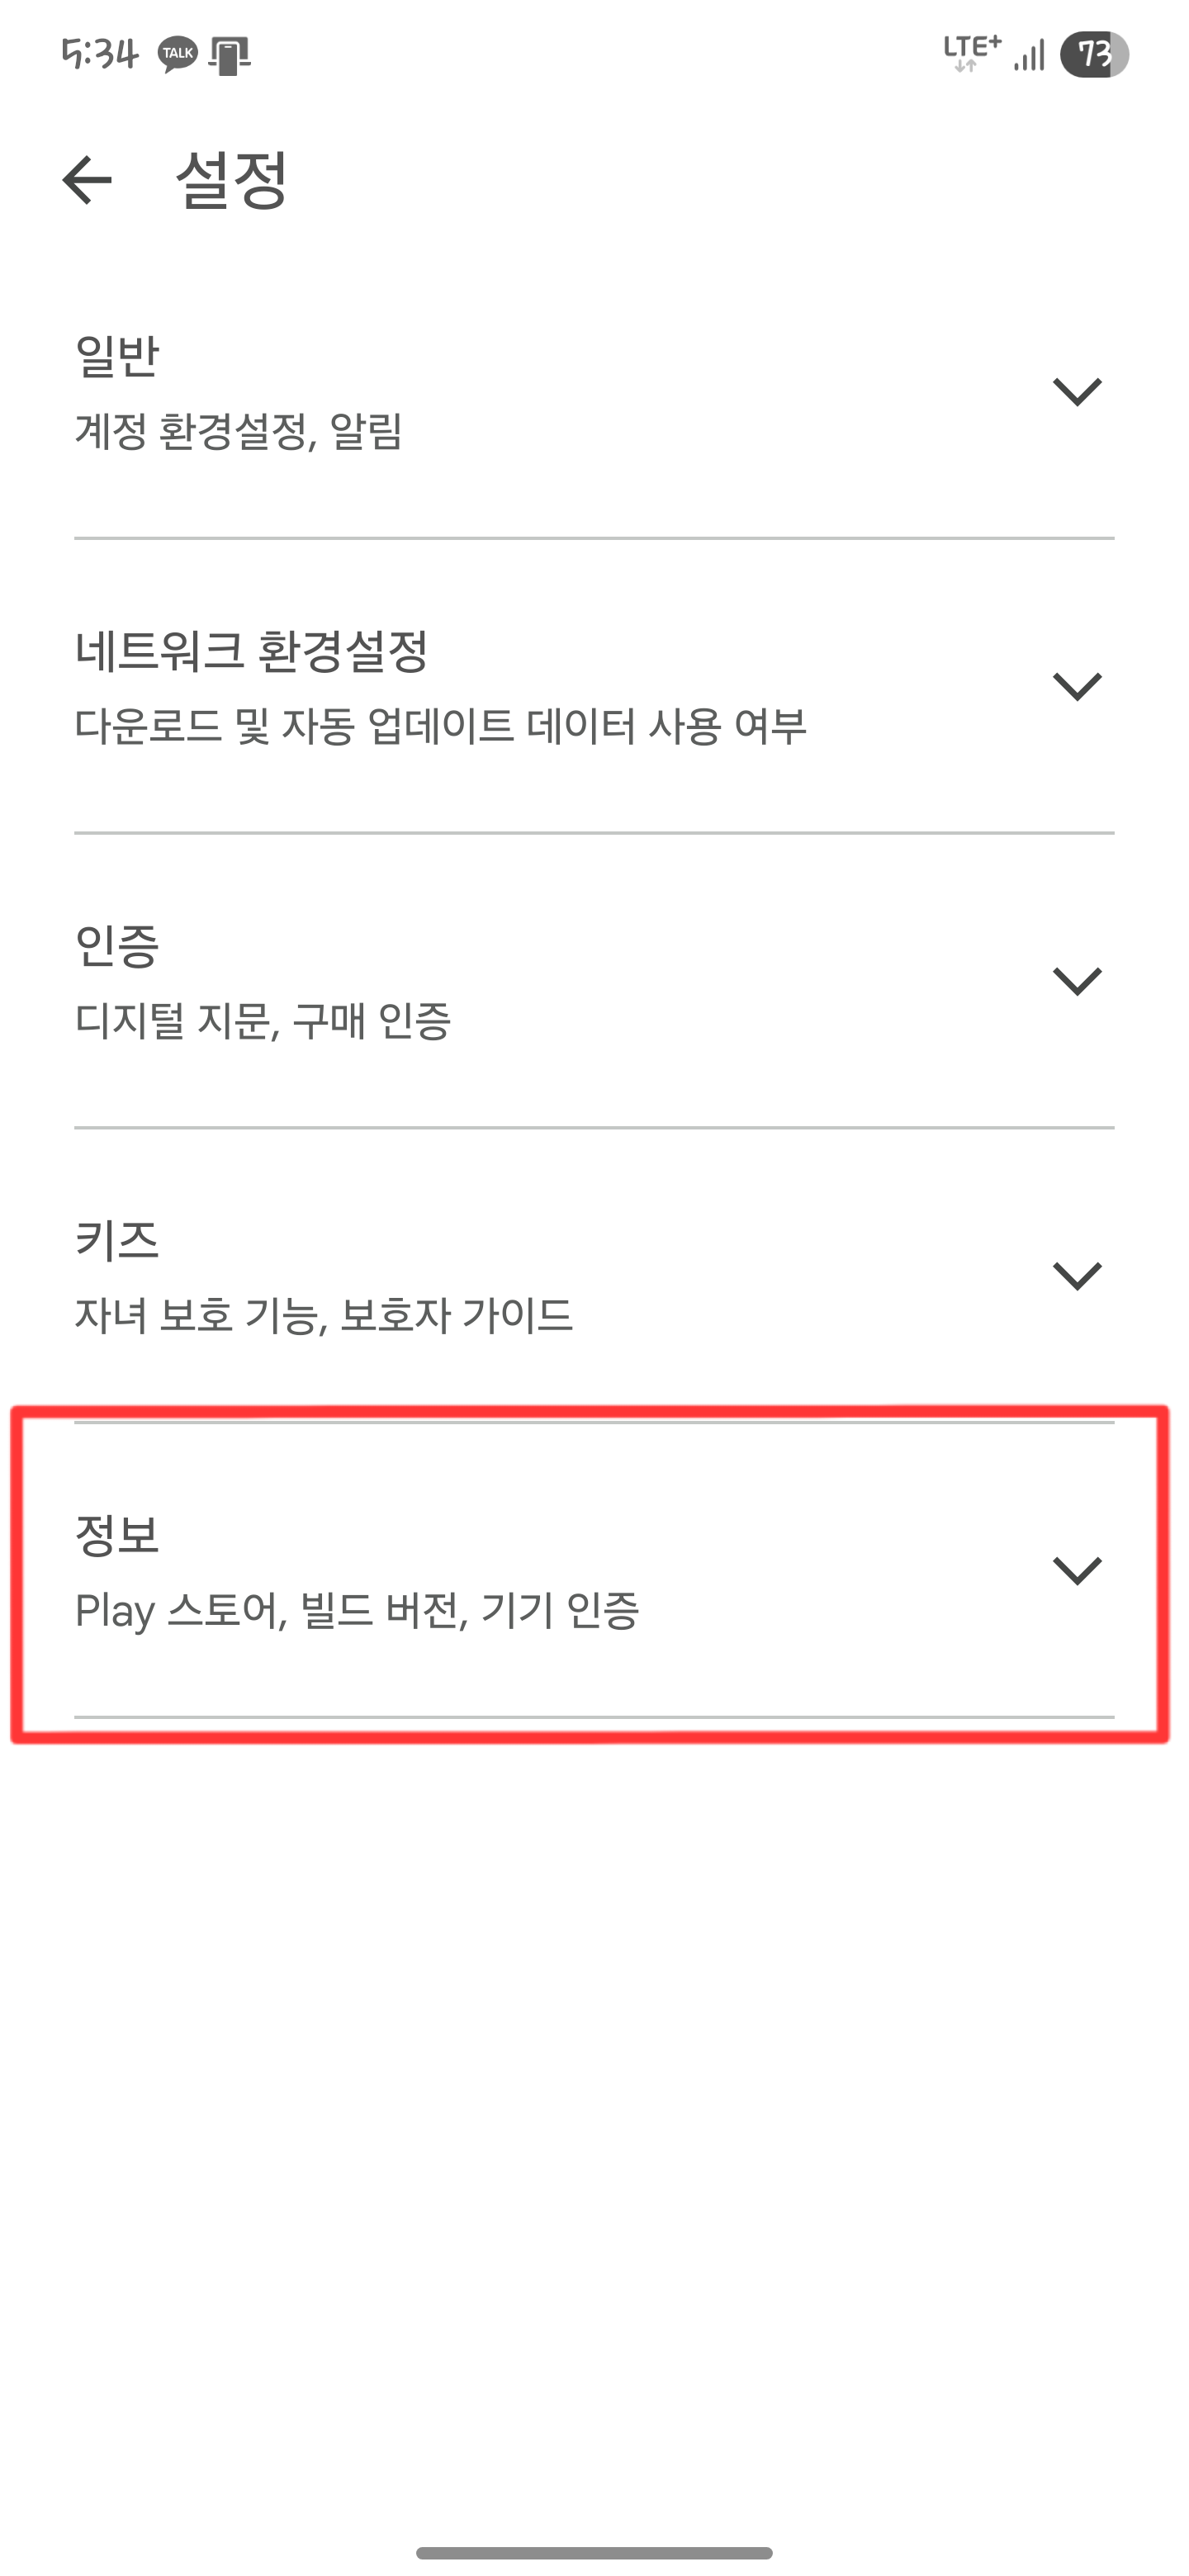 5:34 TALK LTE+ 73
설정
일반
계정 환경설정, 알림
네트워크 환경설정
다운로드 및 자동 업데이트 데이터 사용 여부
인증
디지털 지문, 구매 인증
키즈
자녀 보호 기능, 보호자 가이드
정보
Play 스토어, 빌드 버전, 기기 인증